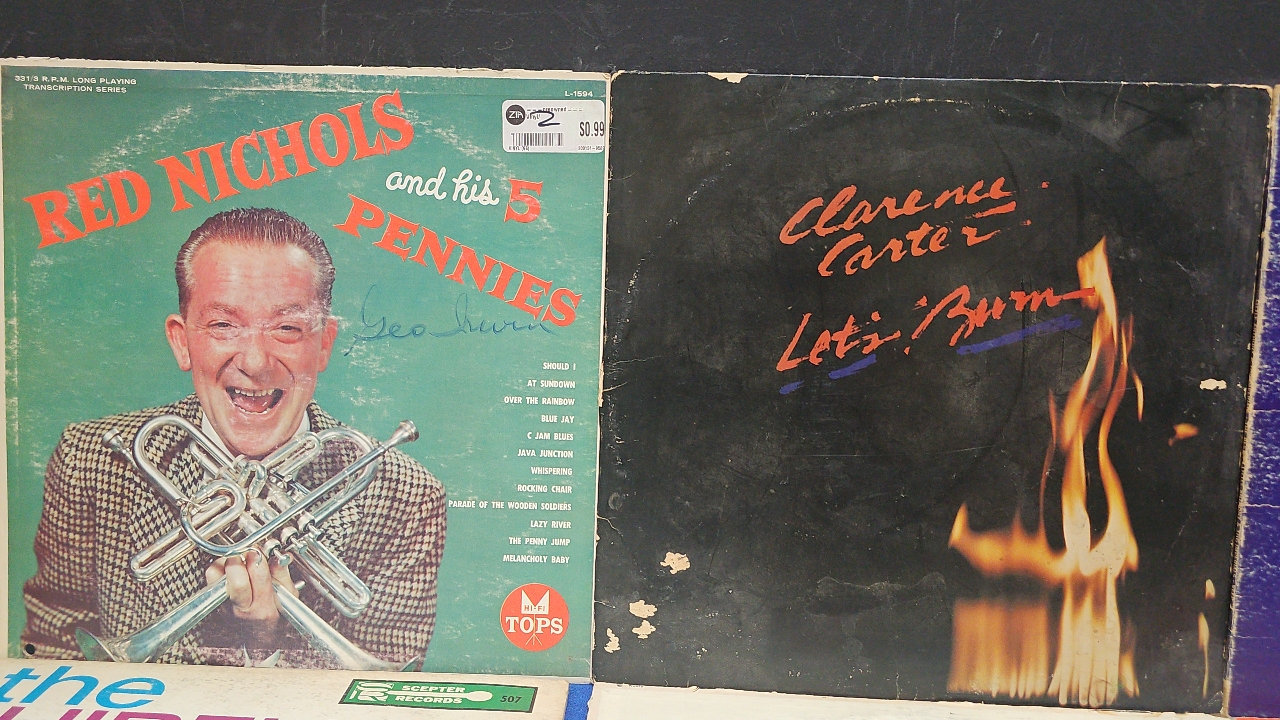 331/3 R.P.M. LONG PLAYING
TRANSCRIPTION SERIES
L-1594
ZIA
$0.99
RED NICHOLS
and his 5
PENNIES
SHOULD I
AT SUNDOWN
OVER THE RAINBOW
BLUE JAY
C JAM BLUES
JAVA JUNCTION
WHISPERING
ROCKING CHAIR
PARADE OF THE WOODEN SOLDIERS
LAZY RIVER
THE PENNY JUMP
MELANCHOLY BABY
HI-FI
TOPS
Clarence
Carter
Let's Burn
the
SCEPTER
RECORDS
507